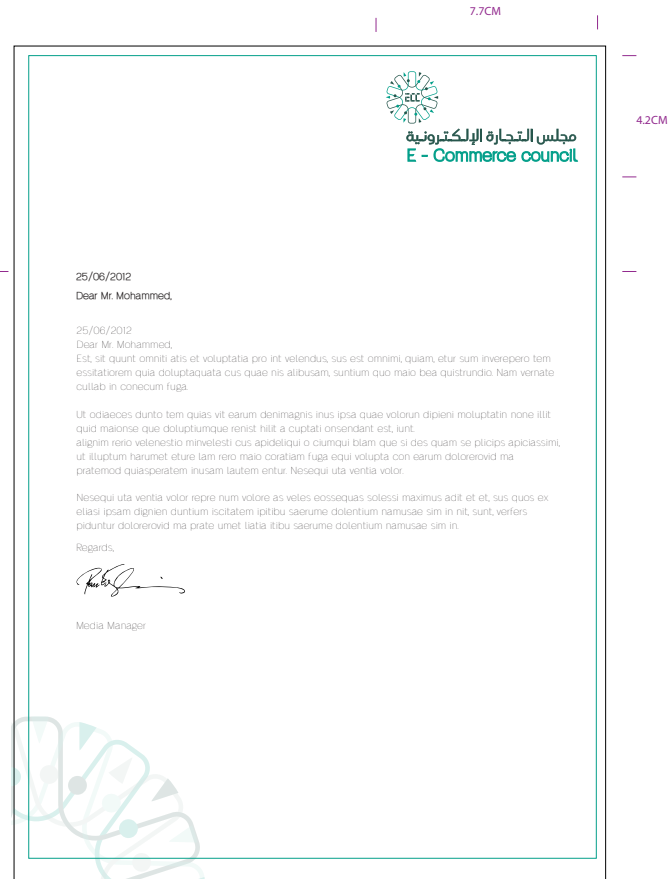 7.7CM
4.2CM
ECC
مجلس التجارة الإلكترونية
E - Commerce council
25/06/2012
Dear Mr. Mohammed,
25/06/2012
Dear Mr. Mohammed,
Est, sit quunt omniti atis et voluptatia pro int velendus, sus est omnimi, quiam, etur sum inverepero tem
essitatiorem quia doluptaquata cus quae nis alibusam, suntium quo maio bea quistrundio. Nam vernate
cullab in conecum fuga.
Ut odiaeces dunto tem quias vit earum denimagnis inus ipsa quae volorun dipieni moluptatin none illit
quid maionse que doluptiumque renist hilit a cuptati onsendant est, iunt.
alignim rerio velenestio minvelesti cus apideliqui o ciumqui blam que si des quam se plicips apiciassimi,
ut illuptum harumet eture lam rero maio coratiam fuga equi volupta con earum dolorerovid ma
pratemod quiasperatem inusam lautem entur. Nesequi uta ventia volor
Nesequi uta ventia volor repre num volore as veles eossequas solessi maximus adit et et, sus quos ex
eliasi ipsam dignien duntium iscitatem ipitibu saerume dolentium namusae sim in nit, sunt, verfers
piduntur dolorerovid ma prate umet liatia itibu saerume dolentium namusae sim in.
Regards,
Media Manager